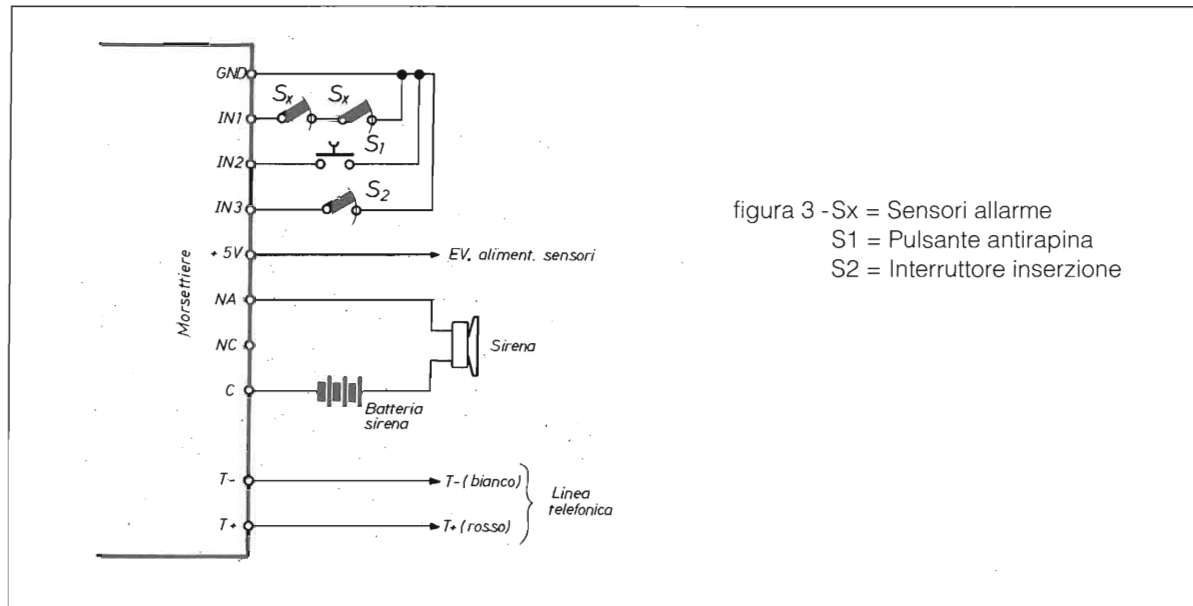 GND
Sx Sx
IN1
S1
IN2
S2
IN3
+5V EV. aliment. sensori
NA
Morsettiere
NC
Sirena
C
Batteria
sirena
T- T-(bianco)
Linea
telefonica
T+ T+(rosso)
figura 3 -Sx = Sensori allarme
S1 = Pulsante antirapina
S2 = Interruttore inserzione